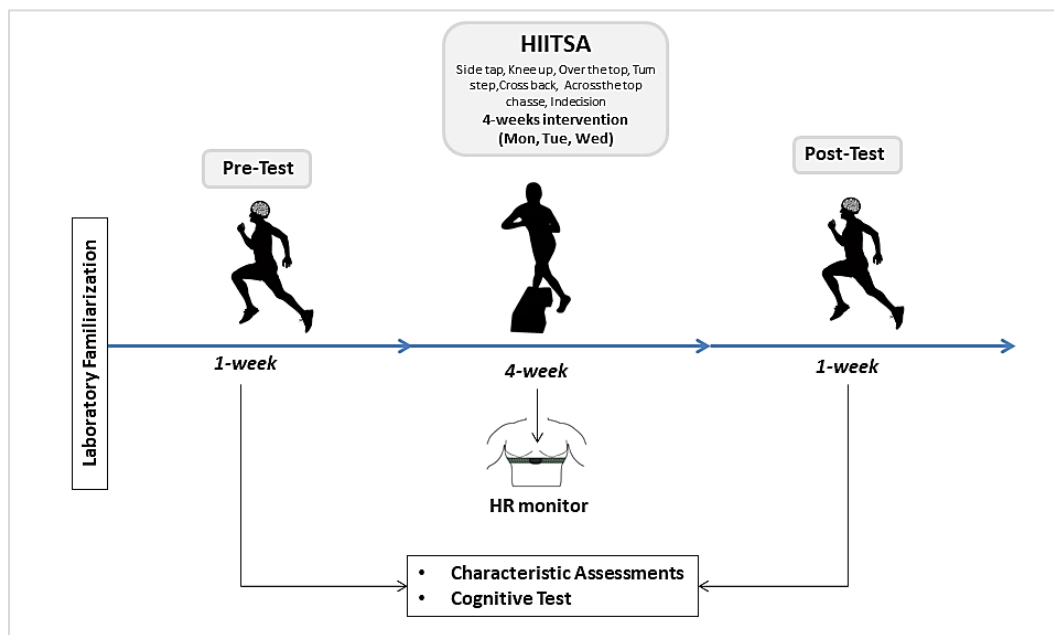 HIITSA
Side tap, Knee up, Over the top, Turn
step,Cross back, Across the top
chasse, Indecision
4-weeks intervention
(Mon, Tue, Wed)
Pre-Test
Post-Test
Laboratory Familiarization
1-week
4-week
1-week
HR monitor
• Characteristic Assessments
• Cognitive Test